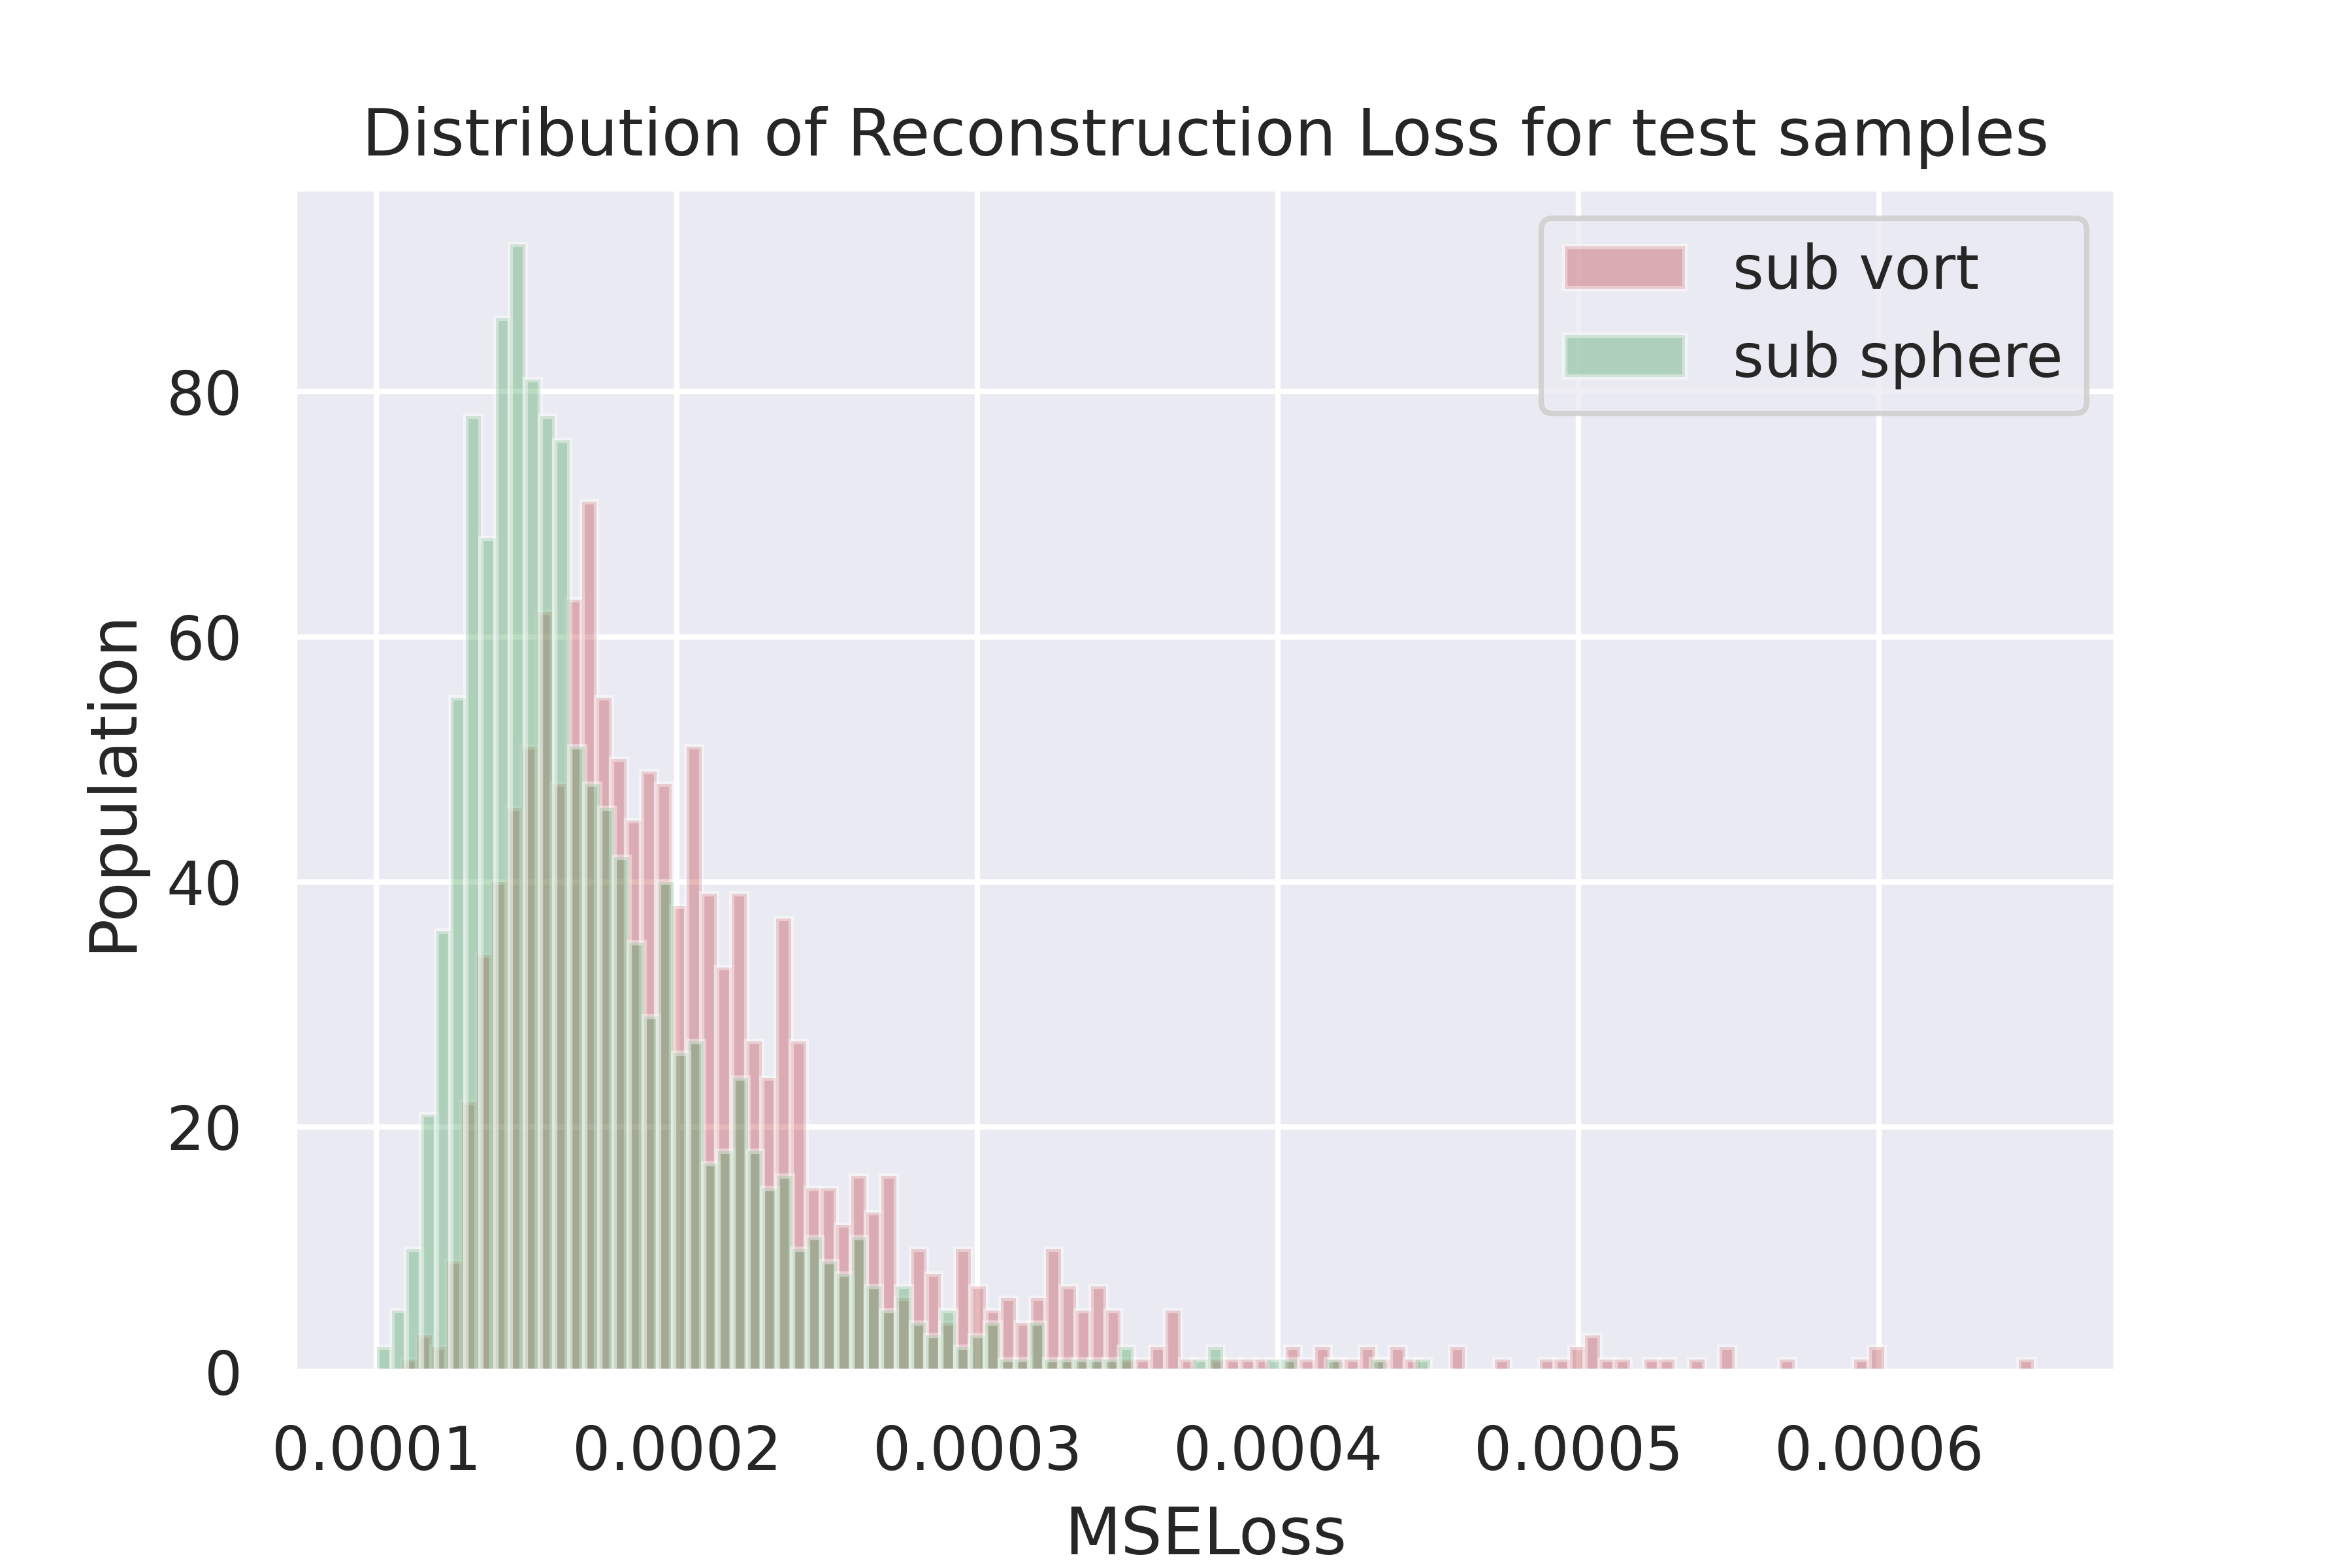 Distribution of Reconstruction Loss for test samples
sub vort
sub sphere
Population
80
60
40
20
0
0.0001 0.0002 0.0003 0.0004 0.0005 0.0006
MSELoss